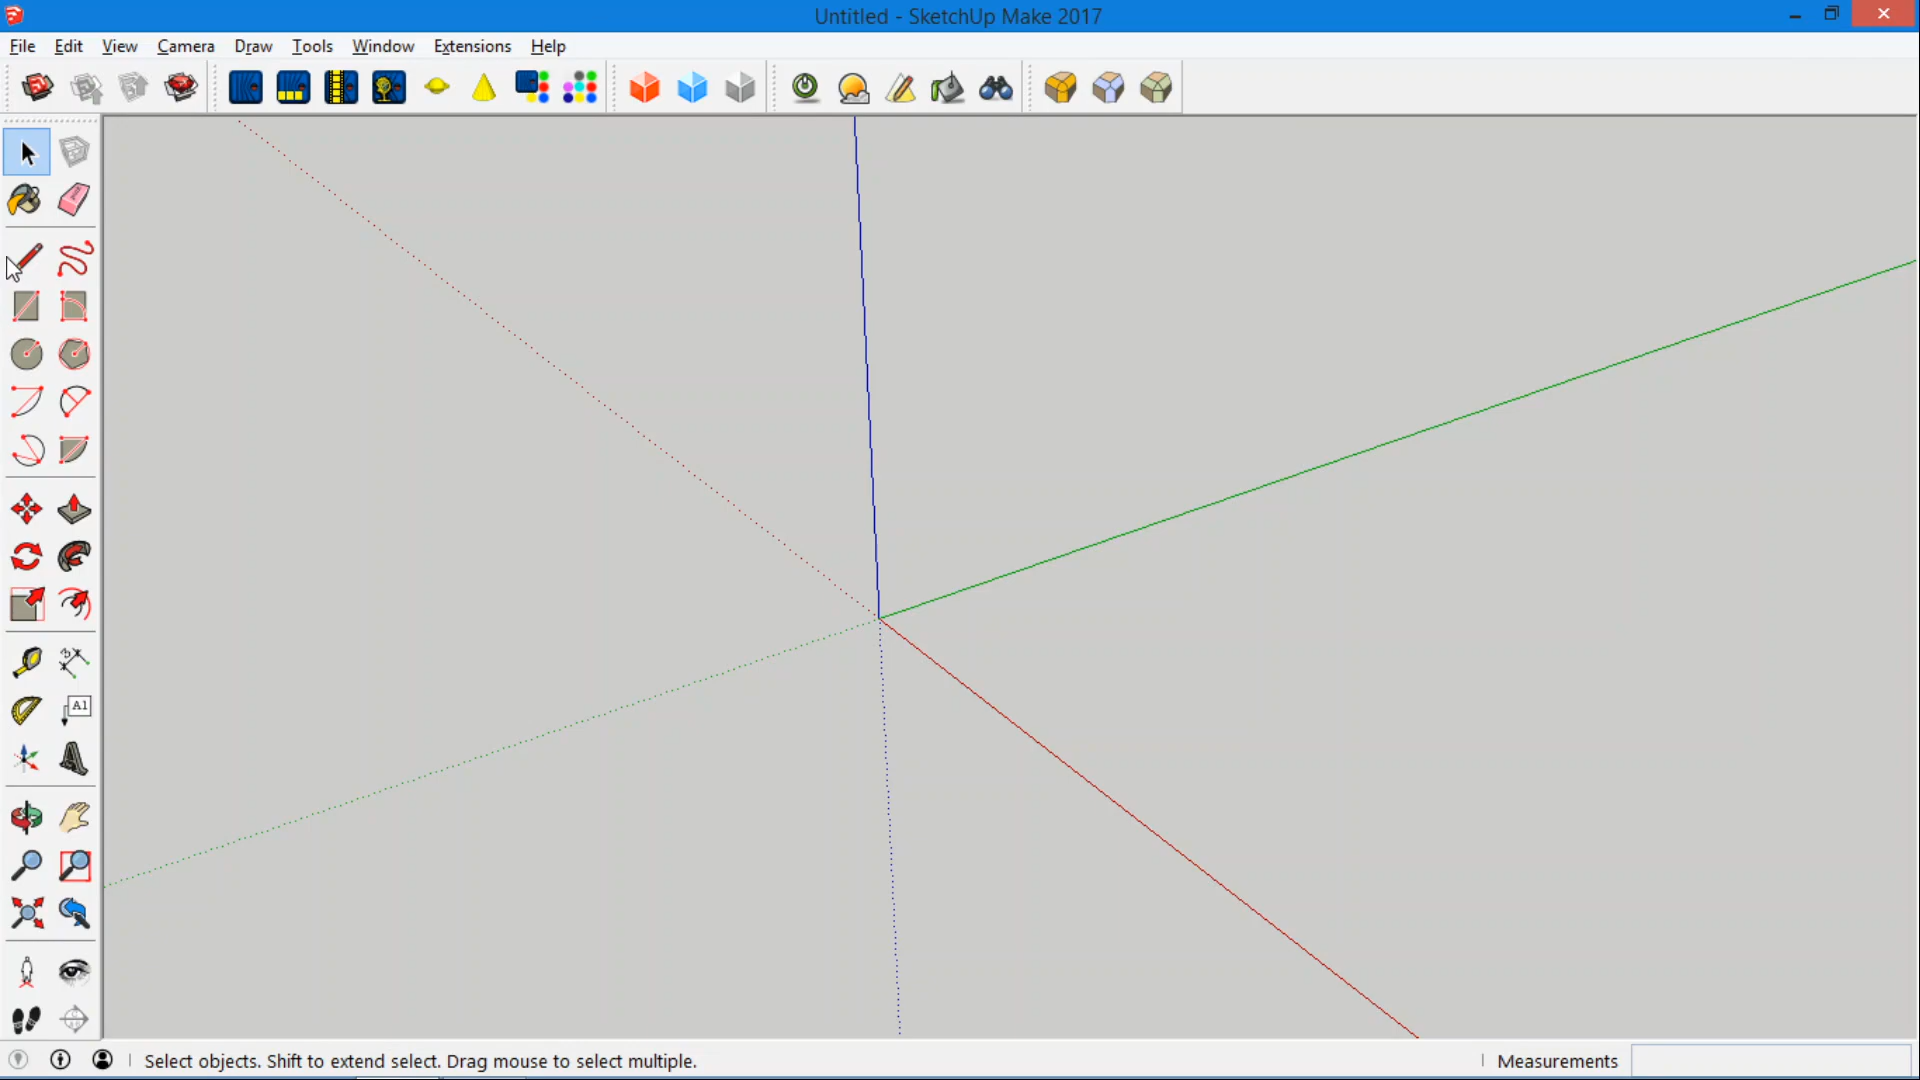 Untitled - SketchUp Make 2017
File Edit View Camera Draw Tools Window Extensions Help
A1
Select objects. Shift to extend select. Drag mouse to select multiple.
Measurements